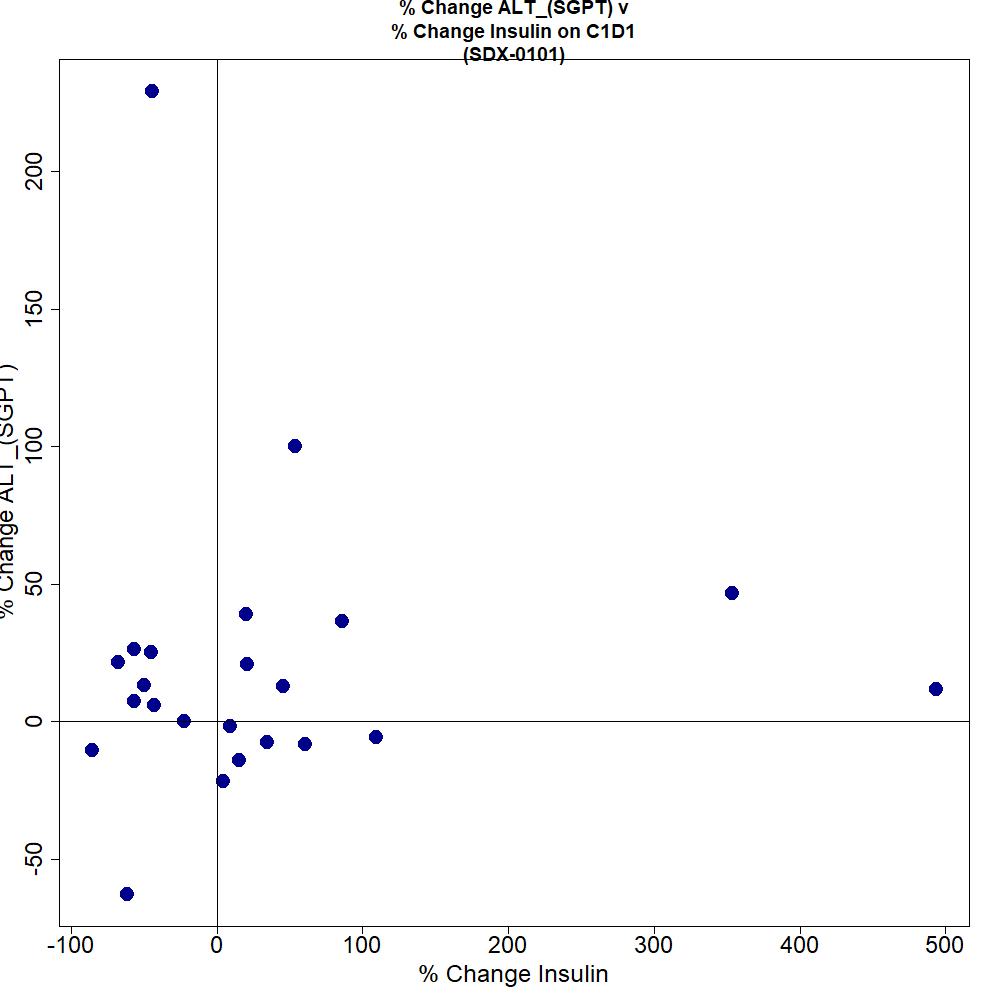 % Change ALT_(SGPT) v
% Change Insulin on C1D1
(SDX-0101)
% Change ALT_(SGPT)
200
150
100
50
0
-50
-100
0
100
200
300
400
500
% Change Insulin